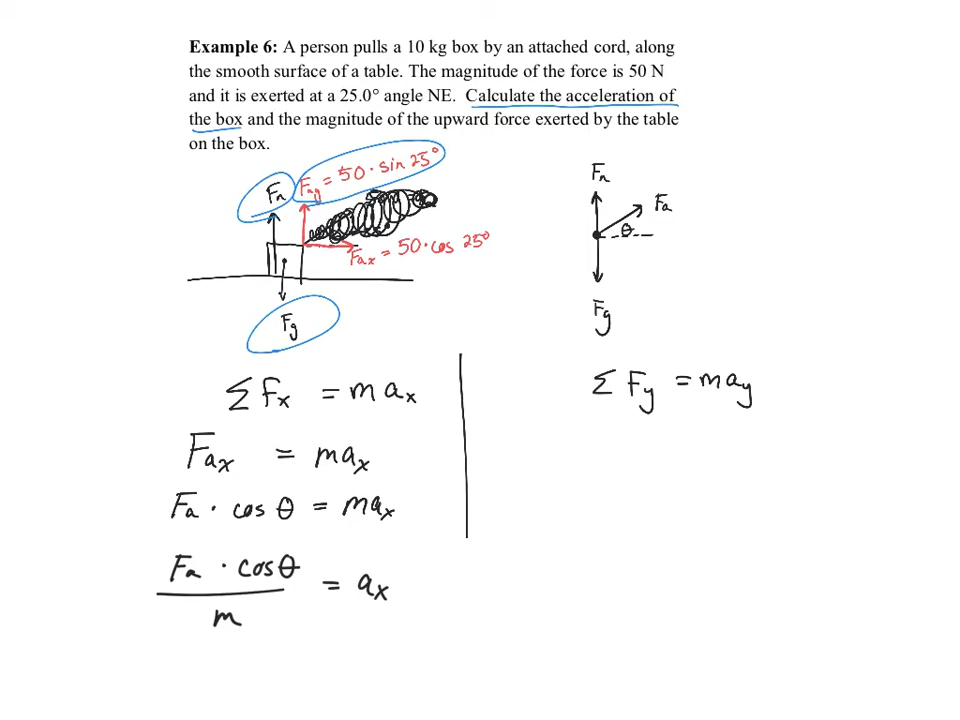 Example 6: A person pulls a 10 kg box by an attached cord, along
the smooth surface of a table. The magnitude of the force is 50 N
and it is exerted at a 25.0° angle NE. Calculate the acceleration of
the box and the magnitude of the upward force exerted by the table
on the box.
Fn
Fay = 50 · sin 25°
Fax = 50 · cos 25°
Fg
Fn
Fa
θ
Fg
ΣFx = max
Fax = max
Fa · cos θ = max
Fa · cosθ
m
= ax
ΣFy = may